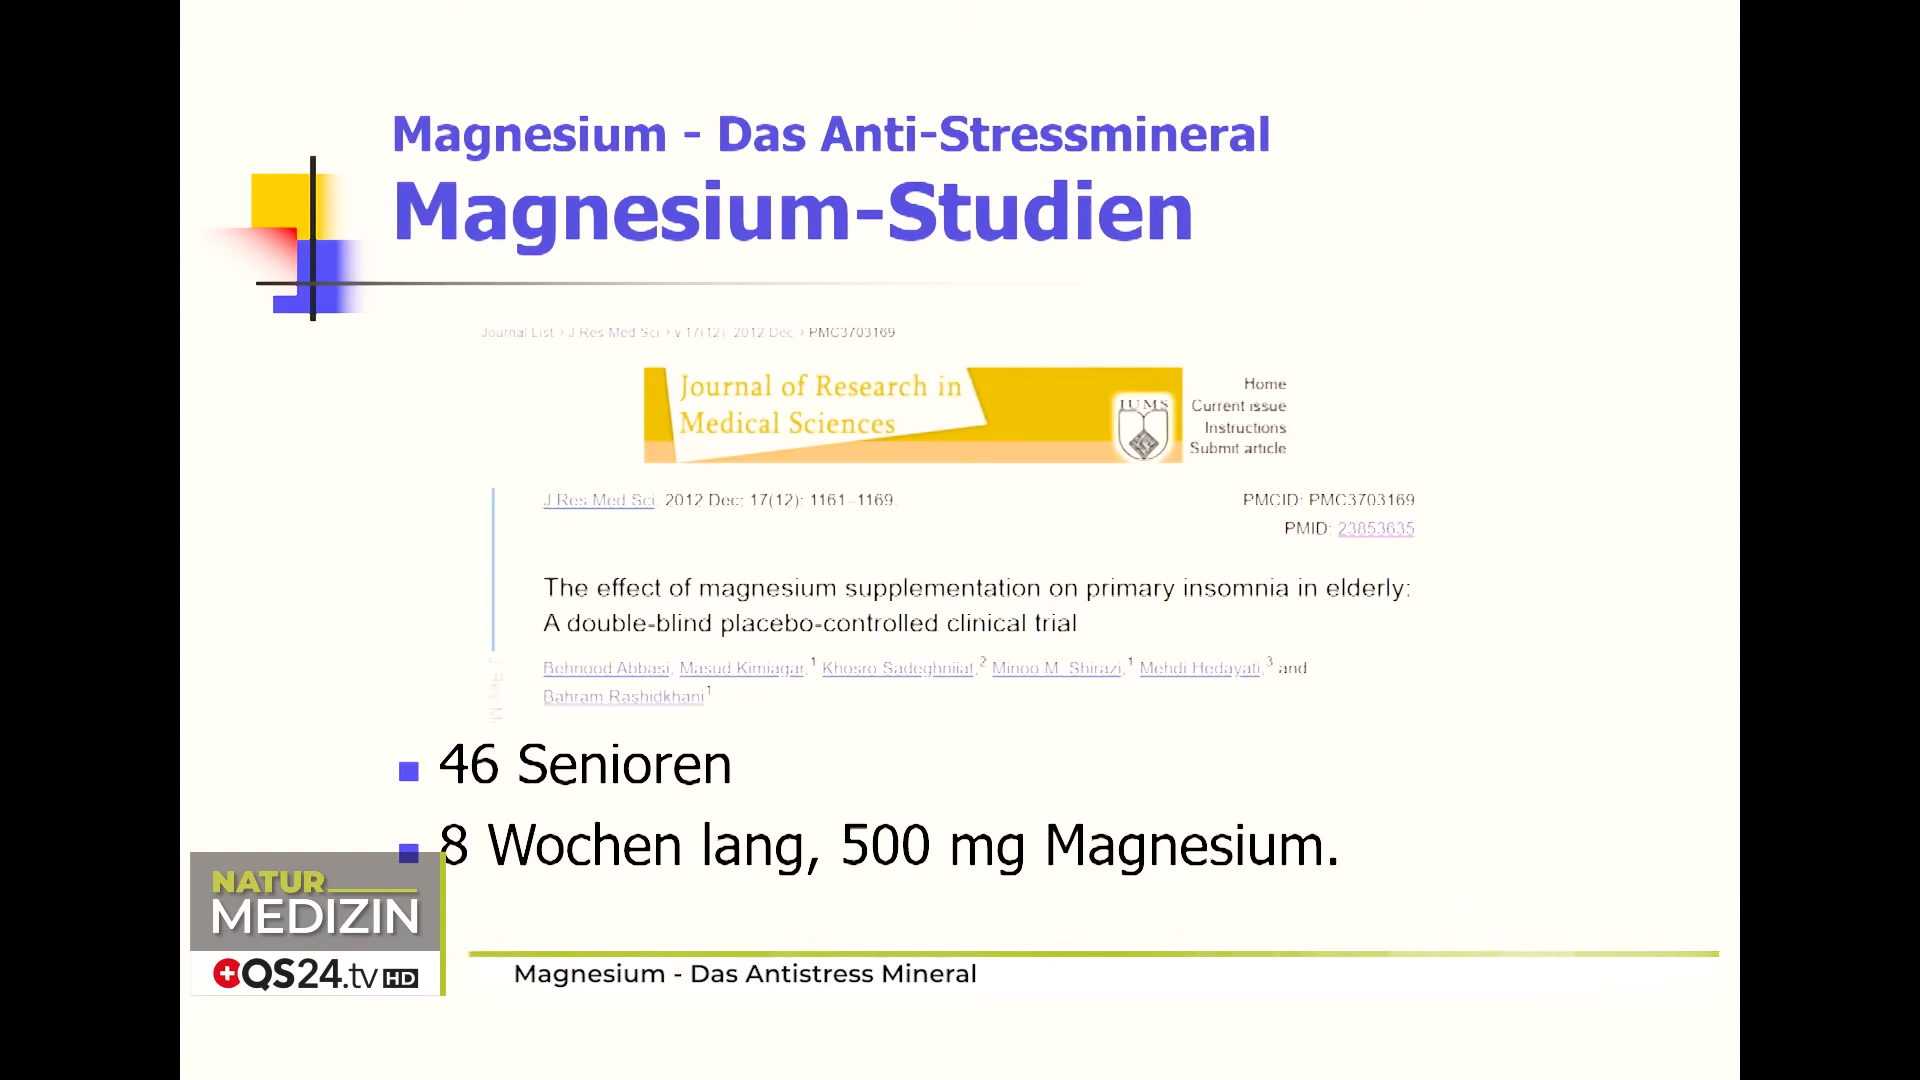 Magnesium - Das Anti-Stressmineral
Magnesium-Studien
Journal List > J Res Med Sci > v.17(12); 2012 Dec > PMC3703169
Journal of Research in
Medical Sciences
IUMS
Home
Current issue
Instructions
Submit article
J Res Med Sci. 2012 Dec; 17(12): 1161–1169.
PMCID: PMC3703169
PMID: 23853635
The effect of magnesium supplementation on primary insomnia in elderly:
A double-blind placebo-controlled clinical trial
Behnood Abbasi, Masud Kimiagar,1 Khosro Sadeghniiat,2 Minoo M. Shirazi,1 Mehdi Hedayati,3 and
Bahram Rashidkhani1
J Res M
46 Senioren
8 Wochen lang, 500 mg Magnesium.
NATUR
MEDIZIN
QS24.tv HD
Magnesium - Das Antistress Mineral